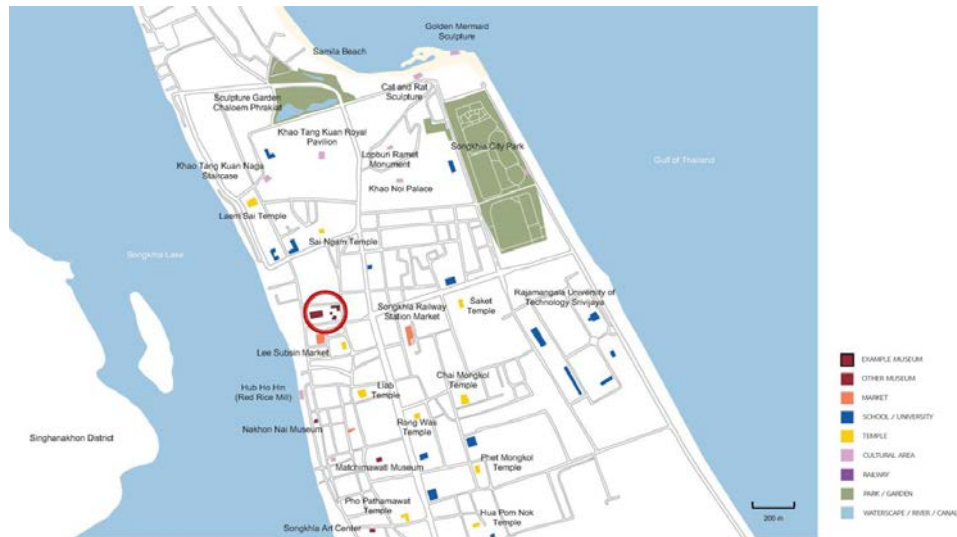 Golden Mermaid
Sculpture
Samila Beach
Cat and Rat
Sculpture
Sculpture Garden
Chaloem Phrakiat
Khao Tang Kuan Royal
Pavilion
Songkhla City Park
Lopburi Ramet
Monument
Gulf of Thailand
Khao Tang Kuan Naga
Staircase
Khao Noi Palace
Laem Sai Temple
Sai Ngam Temple
Songkhla Lake
Songkhla Railway
Station Market
Saket
Temple
Rajamangala University of
Technology Srivijaya
Lee Subsin Market
Chai Mongkol
Temple
Hub Ho Hin
(Red Rice Mill)
Liab
Temple
Nakhon Nai Museum
Rang Was
Temple
Singhanakhon District
Matchimawatl Museum
Phet Mongkol
Temple
Pho Pathamawat
Temple
Songkhla Art Center
Hua Pom Nok
Temple
200 m
EXAMPLE MUSEUM
OTHER MUSEUM
MARKET
SCHOOL / UNIVERSITY
TEMPLE
CULTURAL AREA
RAILWAY
PARK / GARDEN
WATERSCAPE / RIVER / CANAL